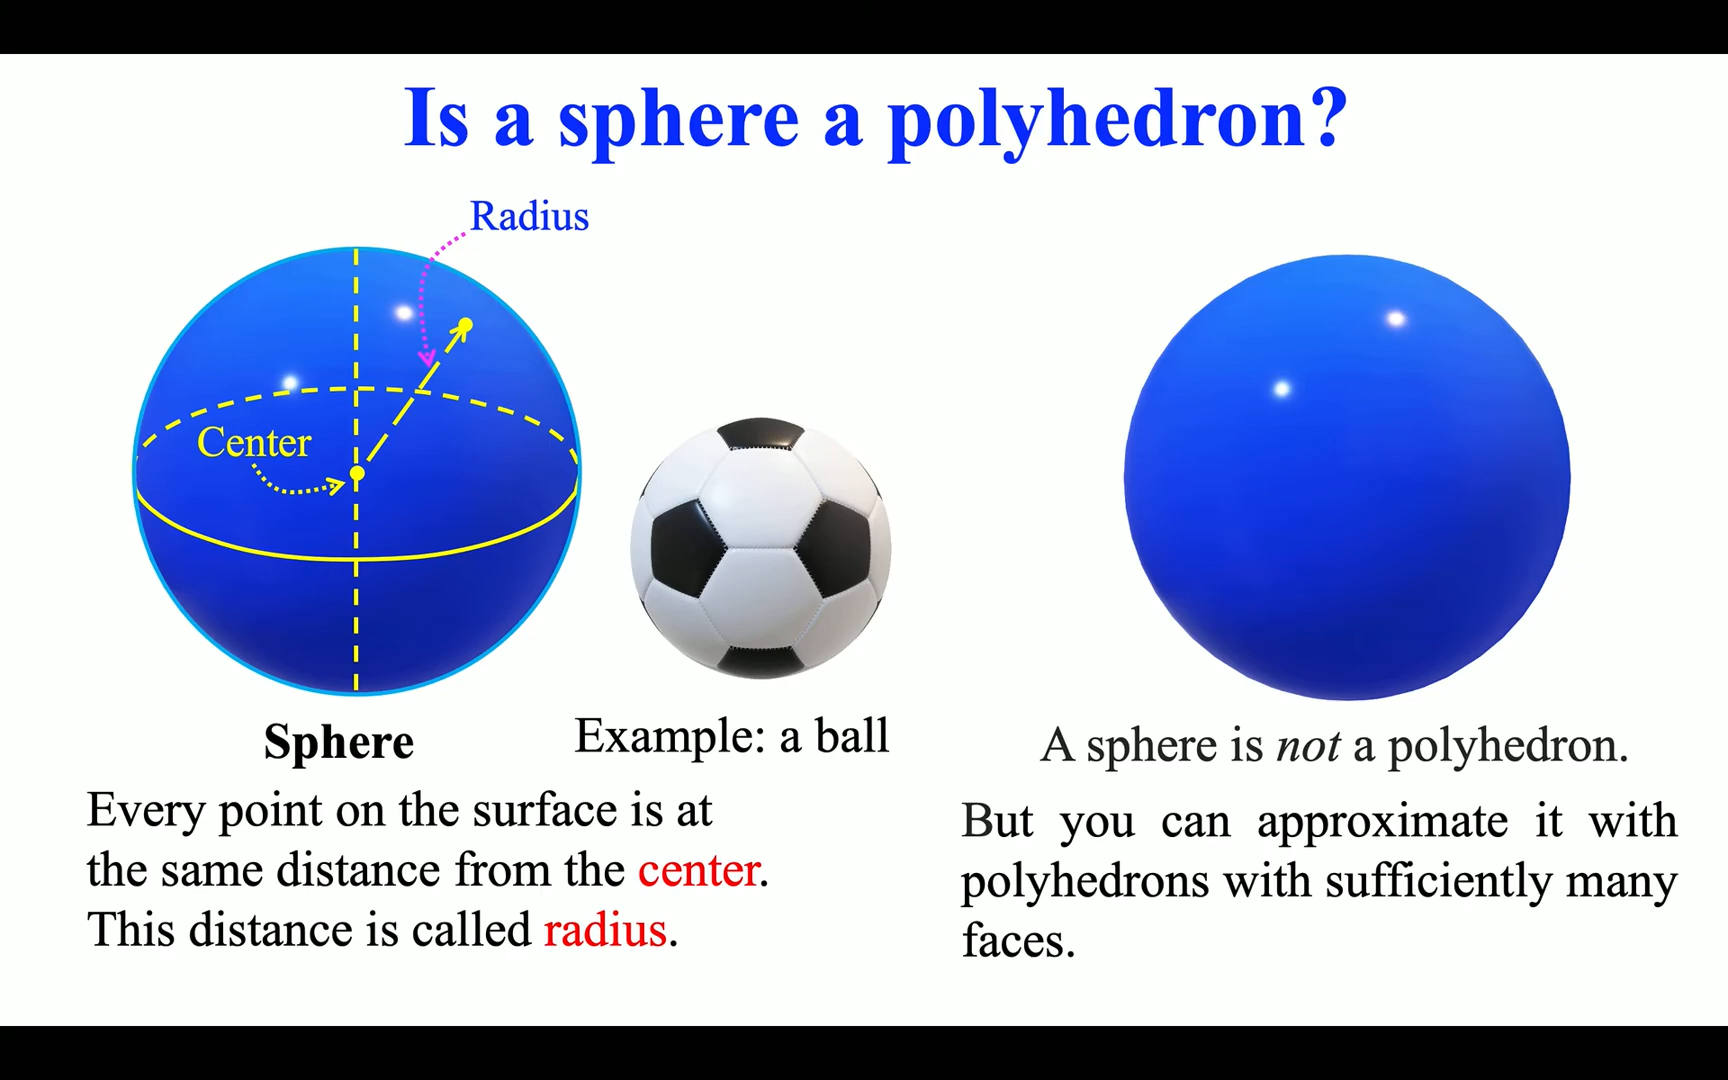 Is a sphere a polyhedron?
Radius
Center
Sphere
Example: a ball
Every point on the surface is at
the same distance from the center.
This distance is called radius.
A sphere is not a polyhedron.
But you can approximate it with
polyhedrons with sufficiently many
faces.